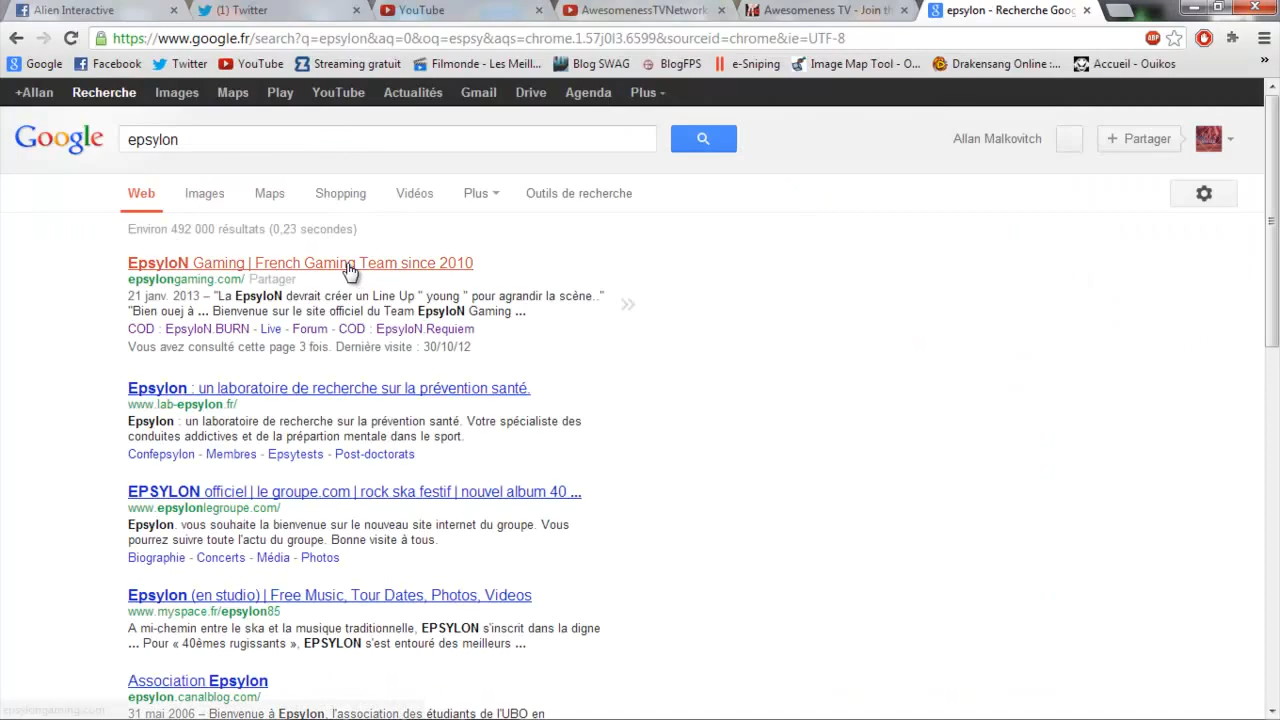 Alien Interactive
Twitter
YouTube
AwesomenessTVNetwork
Awesomeness TV - Join th
epsylon - Recherche Goog
https://www.google.fr/search?q=epsylon&aq=0&oq=espsy&aqs=chrome.1.57j0l3.6599&sourceid=chrome&ie=UTF-8
ABP
Google Facebook Twitter YouTube Streaming gratuit Filmonde - Les Meill... Blog SWAG BlogFPS e-Sniping Image Map Tool - O... Drakensang Online :... Accueil - Ouikos
+Allan Recherche Images Maps Play YouTube Actualités Gmail Drive Agenda Plus
Google epsylon Allan Malkovitch + Partager
Web Images Maps Shopping Vidéos Plus Outils de recherche
Environ 492 000 résultats (0,23 secondes)
EpsyloN Gaming | French Gaming Team since 2010
epsylongaming.com/ Partager
21 janv. 2013 – "La EpsyloN devrait créer un Line Up " young " pour agrandir la scène.."
"Bien ouej à ... Bienvenue sur le site officiel du Team EpsyloN Gaming ...
COD : EpsyloN.BURN - Live - Forum - COD : EpsyloN.Requiem
Vous avez consulté cette page 3 fois. Dernière visite : 30/10/12
Epsylon : un laboratoire de recherche sur la prévention santé.
www.lab-epsylon.fr/
Epsylon : un laboratoire de recherche sur la prévention santé. Votre spécialiste des
conduites addictives et de la prépartion mentale dans le sport.
Confepsylon - Membres - Epsytests - Post-doctorats
EPSYLON officiel | le groupe.com | rock ska festif | nouvel album 40 ...
www.epsylonlegroupe.com/
Epsylon. vous souhaite la bienvenue sur le nouveau site internet du groupe. Vous
pourrez suivre toute l'actu du groupe. Bonne visite à tous.
Biographie - Concerts - Média - Photos
Epsylon (en studio) | Free Music, Tour Dates, Photos, Videos
www.myspace.fr/epsylon85
A mi-chemin entre le ska et la musique traditionnelle, EPSYLON s'inscrit dans la digne
... Pour « 40èmes rugissants », EPSYLON s'est entouré des meilleurs ...
Association Epsylon
epsylon.canalblog.com/
31 mai 2006 – Bienvenue à Epsylon, l'association des étudiants de l'UBO en
epsylongaming.com